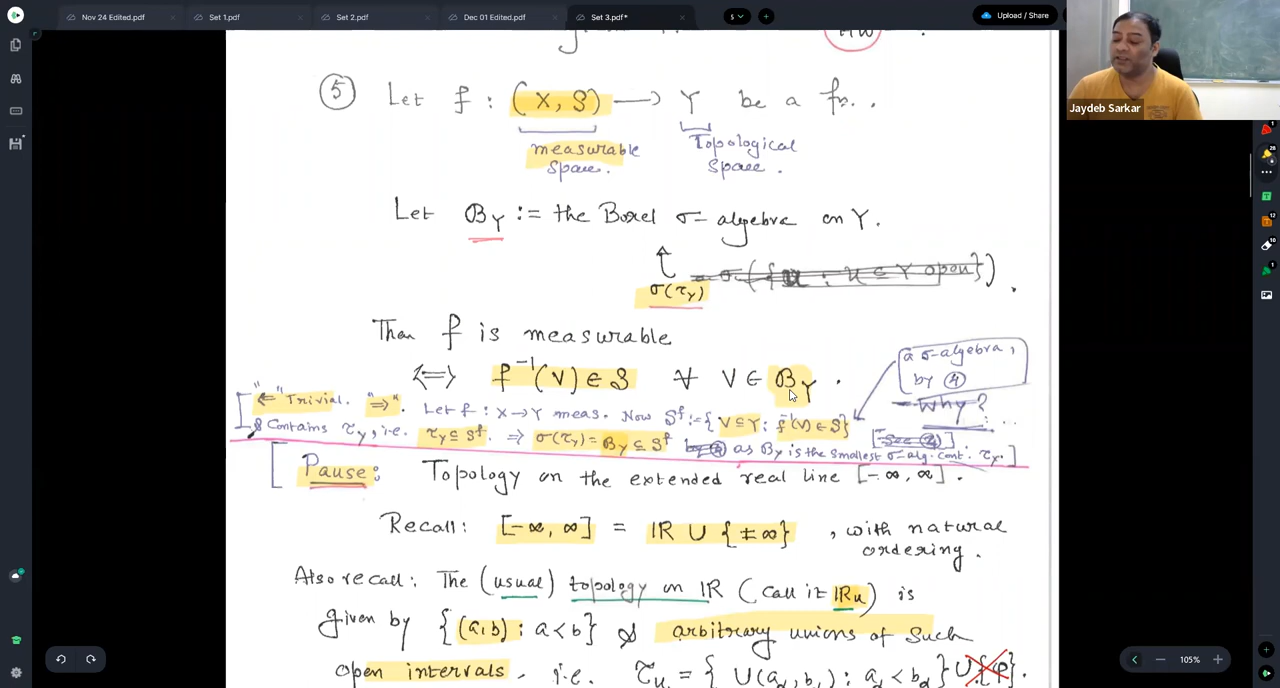 Nov 24 Edited.pdf
Set 1.pdf
Set 2.pdf
Dec 01 Edited.pdf
Set 3.pdf*
5
Upload / Share
HW
Jaydeb Sarkar
⑤ Let f : (X, S) ⟶ Y be a fn..
measurable space.
Topological Space.
Let 𝓑_Y := the Borel σ-algebra on Y.
σ(τ_Y) = σ({U : U ⊆ Y open}).
Then f is measurable
⟺ f⁻¹(V) ∈ S ∀ V ∈ 𝓑_Y.
a σ-algebra, by ④
Why?
["⇐" Trivial. "⇒". Let f : X → Y meas. Now S^f := {V ⊆ Y : f⁻¹(V) ∈ S}
& contains τ_Y, i.e. τ_Y ⊆ S^f. ⇒ σ(τ_Y) = 𝓑_Y ⊆ S^f as 𝓑_Y is the smallest σ-alg. cont. τ_Y.]
[Pause: Topology on the extended real line [-∞, ∞].
Recall: [-∞, ∞] = ℝ ∪ {±∞}, with natural ordering.
Also recall: The (usual) topology on ℝ (call it ℝ_u) is
given by {(a,b) : a<b} & arbitrary unions of such
open intervals, i.e. τ_u = { ∪(a_α, b_α) : a_α < b_α} ∪ {φ}.
105%